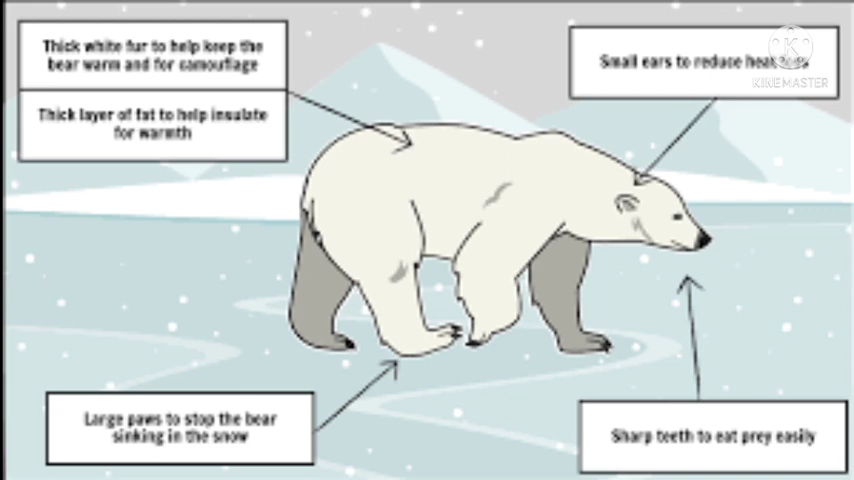 Thick white fur to help keep the
bear warm and for camouflage
Thick layer of fat to help insulate
for warmth
Small ears to reduce
K
KINEMASTER
Large paws to stop the bear
sinking in the snow
Sharp teeth to eat prey easily